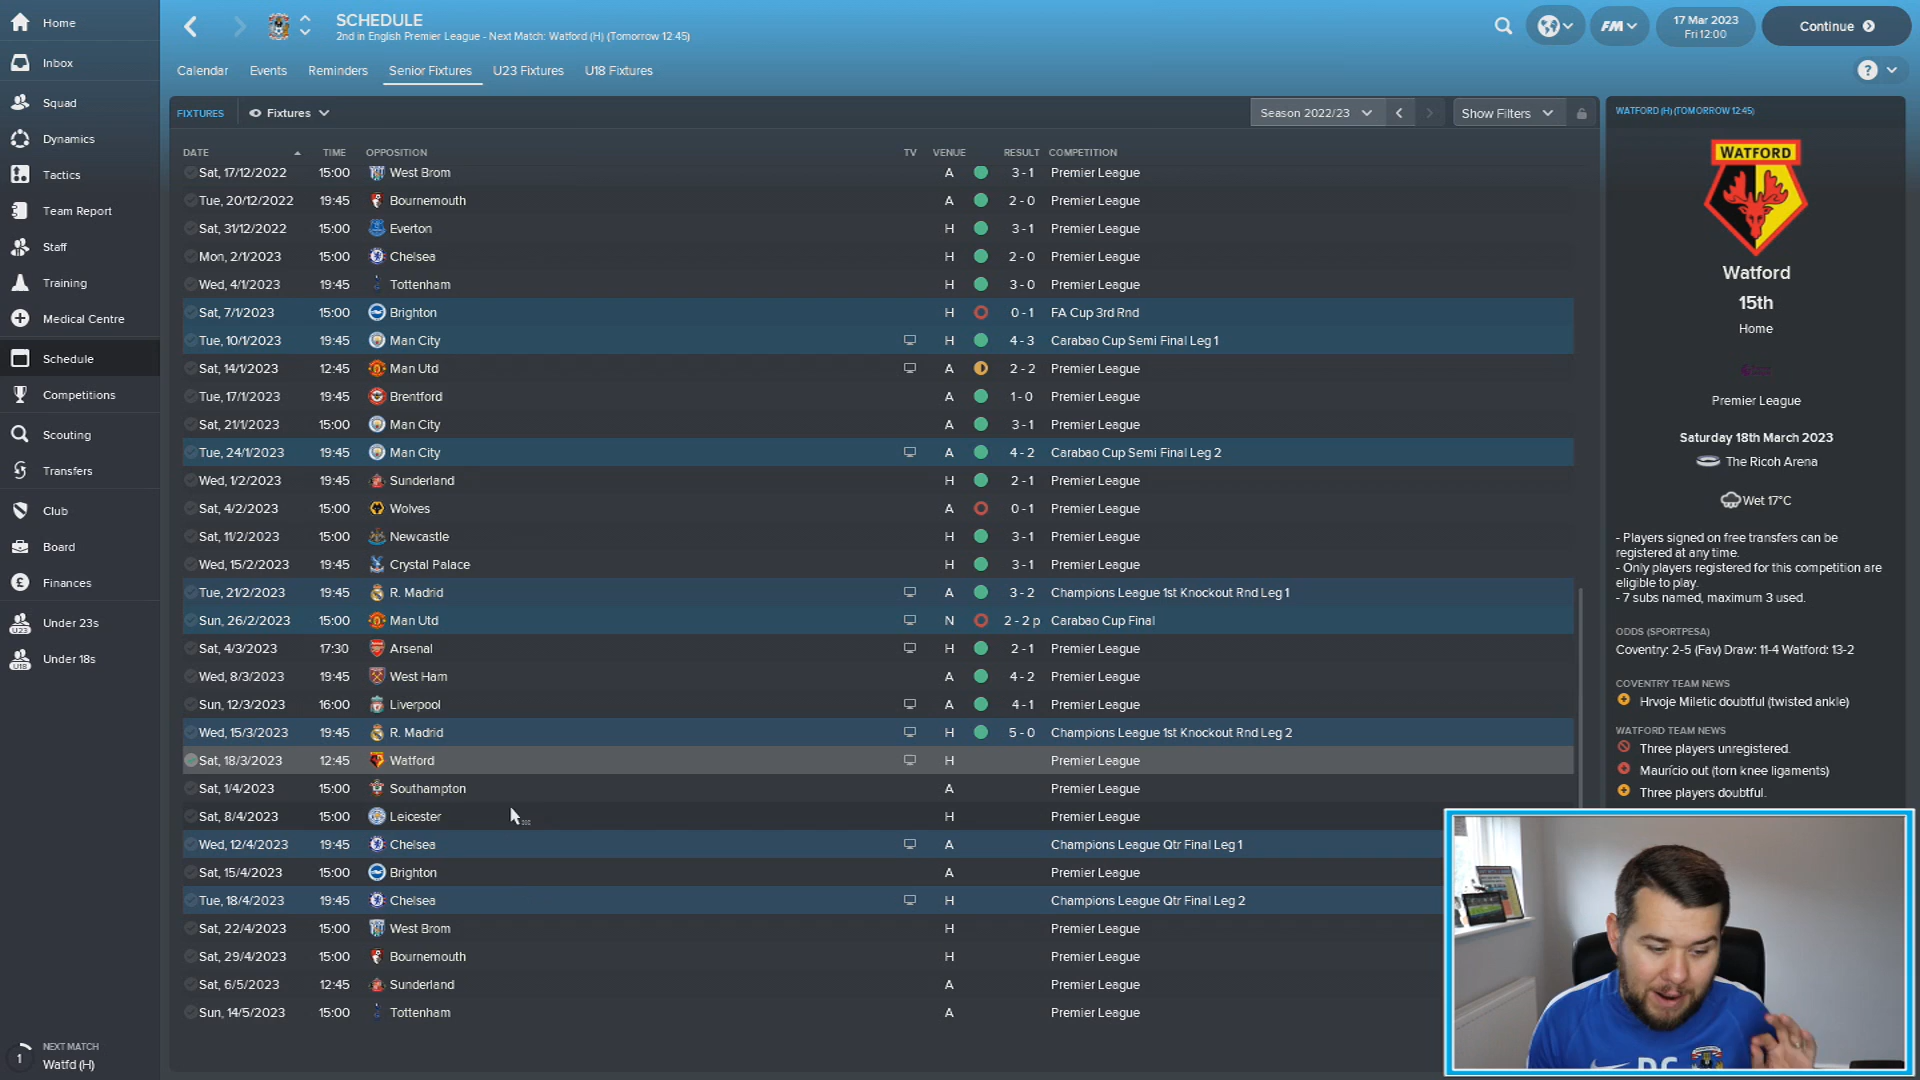 Home
Inbox
Squad
Dynamics
Tactics
Team Report
Staff
Training
Medical Centre
Schedule
Competitions
Scouting
Transfers
Club
Board
Finances
U23 Under 23s
U18 Under 18s
1 NEXT MATCH
Watfd (H)
SCHEDULE
2nd in English Premier League - Next Match: Watford (H) (Tomorrow 12:45)
FM
17 Mar 2023
Fri 12:00
Continue
Calendar Events Reminders Senior Fixtures U23 Fixtures U18 Fixtures
?
FIXTURES Fixtures Season 2022/23 Show Filters
DATE TIME OPPOSITION TV VENUE RESULT COMPETITION
Sat, 17/12/2022 15:00 West Brom A 3 - 1 Premier League
Tue, 20/12/2022 19:45 Bournemouth A 2 - 0 Premier League
Sat, 31/12/2022 15:00 Everton H 3 - 1 Premier League
Mon, 2/1/2023 15:00 Chelsea H 2 - 0 Premier League
Wed, 4/1/2023 19:45 Tottenham H 3 - 0 Premier League
Sat, 7/1/2023 15:00 Brighton H 0 - 1 FA Cup 3rd Rnd
Tue, 10/1/2023 19:45 Man City H 4 - 3 Carabao Cup Semi Final Leg 1
Sat, 14/1/2023 12:45 Man Utd A 2 - 2 Premier League
Tue, 17/1/2023 19:45 Brentford A 1 - 0 Premier League
Sat, 21/1/2023 15:00 Man City A 3 - 1 Premier League
Tue, 24/1/2023 19:45 Man City A 4 - 2 Carabao Cup Semi Final Leg 2
Wed, 1/2/2023 19:45 Sunderland H 2 - 1 Premier League
Sat, 4/2/2023 15:00 Wolves A 0 - 1 Premier League
Sat, 11/2/2023 15:00 Newcastle H 3 - 1 Premier League
Wed, 15/2/2023 19:45 Crystal Palace H 3 - 1 Premier League
Tue, 21/2/2023 19:45 R. Madrid A 3 - 2 Champions League 1st Knockout Rnd Leg 1
Sun, 26/2/2023 15:00 Man Utd N 2 - 2 p Carabao Cup Final
Sat, 4/3/2023 17:30 Arsenal H 2 - 1 Premier League
Wed, 8/3/2023 19:45 West Ham A 4 - 2 Premier League
Sun, 12/3/2023 16:00 Liverpool A 4 - 1 Premier League
Wed, 15/3/2023 19:45 R. Madrid H 5 - 0 Champions League 1st Knockout Rnd Leg 2
Sat, 18/3/2023 12:45 Watford H Premier League
Sat, 1/4/2023 15:00 Southampton A Premier League
Sat, 8/4/2023 15:00 Leicester H Premier League
Wed, 12/4/2023 19:45 Chelsea A Champions League Qtr Final Leg 1
Sat, 15/4/2023 15:00 Brighton A Premier League
Tue, 18/4/2023 19:45 Chelsea H Champions League Qtr Final Leg 2
Sat, 22/4/2023 15:00 West Brom H Premier League
Sat, 29/4/2023 15:00 Bournemouth H Premier League
Sat, 6/5/2023 12:45 Sunderland A Premier League
Sun, 14/5/2023 15:00 Tottenham A Premier League
WATFORD (H) (TOMORROW 12:45)
WATFORD
Watford
15th
Home
Premier League
Saturday 18th March 2023
The Ricoh Arena
Wet 17°C
- Players signed on free transfers can be
registered at any time.
- Only players registered for this competition are
eligible to play.
- 7 subs named, maximum 3 used.
ODDS (SPORTPESA)
Coventry: 2-5 (Fav) Draw: 11-4 Watford: 13-2
COVENTRY TEAM NEWS
Hrvoje Miletic doubtful (twisted ankle)
WATFORD TEAM NEWS
Three players unregistered.
Maurício out (torn knee ligaments)
Three players doubtful.